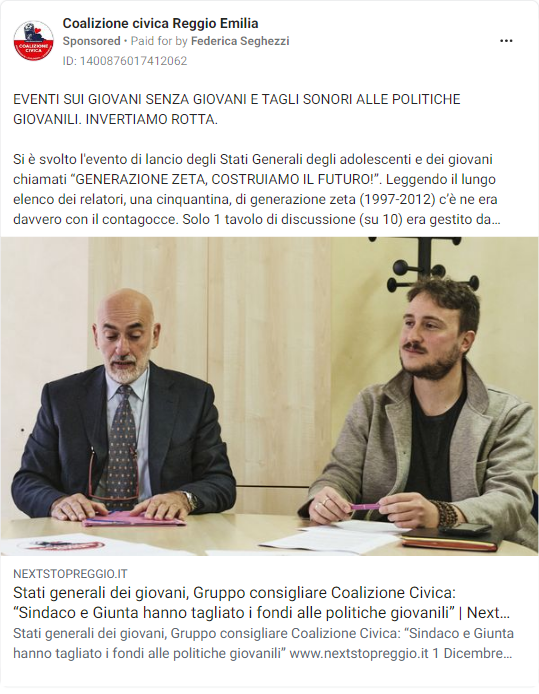 Coalizione civica Reggio Emilia
Sponsored • Paid for by Federica Seghezzi
ID: 1400876017412062
COALIZIONE
CIVICA
EVENTI SUI GIOVANI SENZA GIOVANI E TAGLI SONORI ALLE POLITICHE
GIOVANILI. INVERTIAMO ROTTA.
Si è svolto l'evento di lancio degli Stati Generali degli adolescenti e dei giovani
chiamati “GENERAZIONE ZETA, COSTRUIAMO IL FUTURO!”. Leggendo il lungo
elenco dei relatori, una cinquantina, di generazione zeta (1997-2012) c’è ne era
davvero con il contagocce. Solo 1 tavolo di discussione (su 10) era gestito da…
NEXTSTOPREGGIO.IT
Stati generali dei giovani, Gruppo consigliare Coalizione Civica:
“Sindaco e Giunta hanno tagliato i fondi alle politiche giovanili” | Next…
Stati generali dei giovani, Gruppo consigliare Coalizione Civica: “Sindaco e Giunta
hanno tagliato i fondi alle politiche giovanili” www.nextstopreggio.it 1 Dicembre…